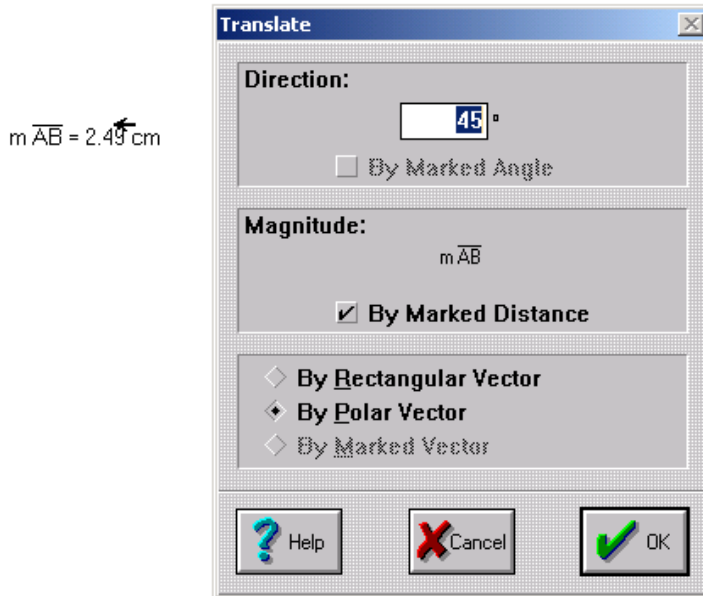 Translate
Direction:
m AB = 2.49 cm
45 °
By Marked Angle
Magnitude:
m AB
By Marked Distance
By Rectangular Vector
By Polar Vector
By Marked Vector
? Help
Cancel
OK